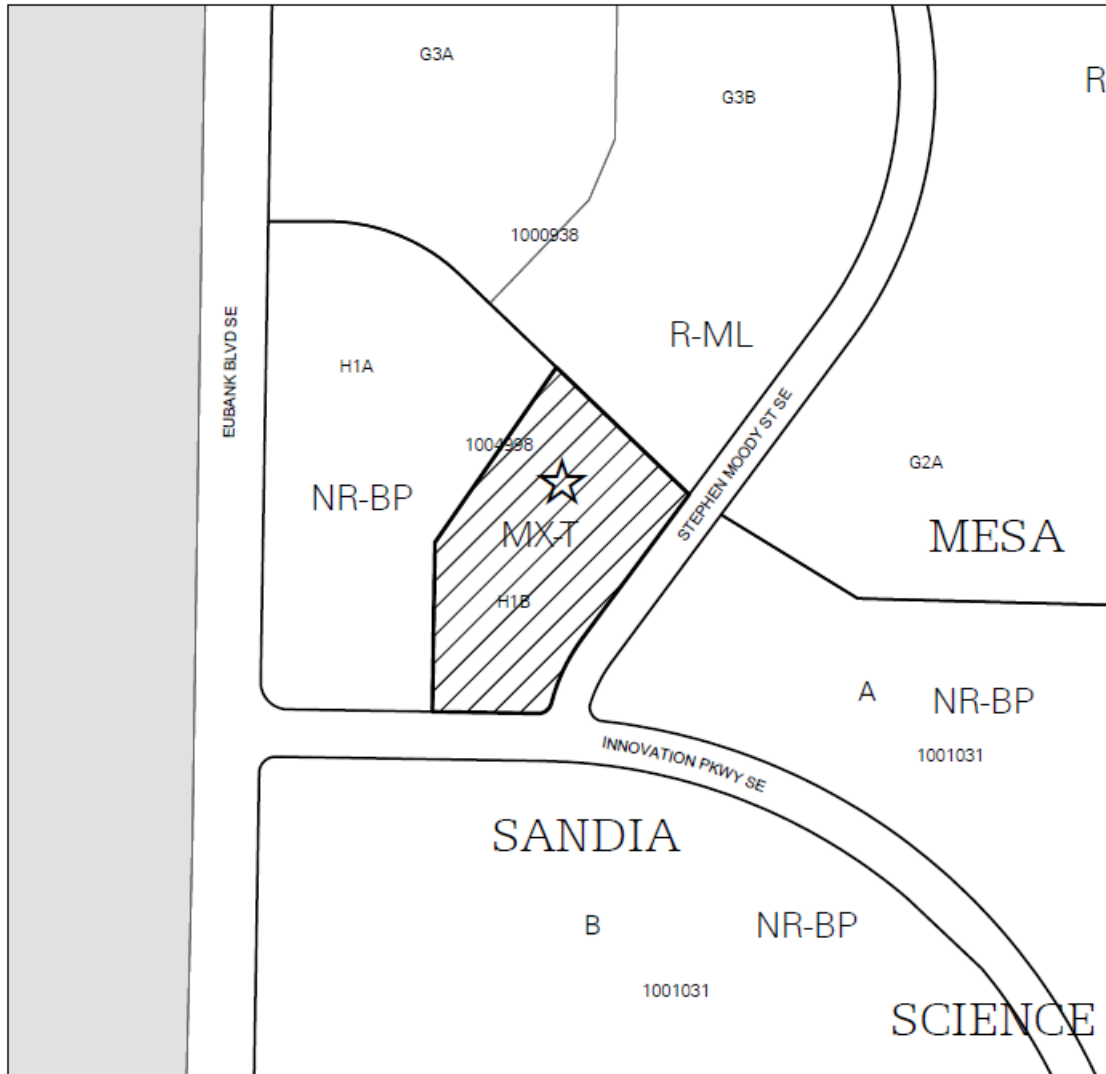 G3A
G3B
R
1000938
EUBANK BLVD SE
R-ML
H1A
1004998
NR-BP
MX-T
H1B
STEPHEN MOODY ST SE
G2A
MESA
A
NR-BP
1001031
INNOVATION PKWY SE
SANDIA
B
NR-BP
1001031
SCIENCE